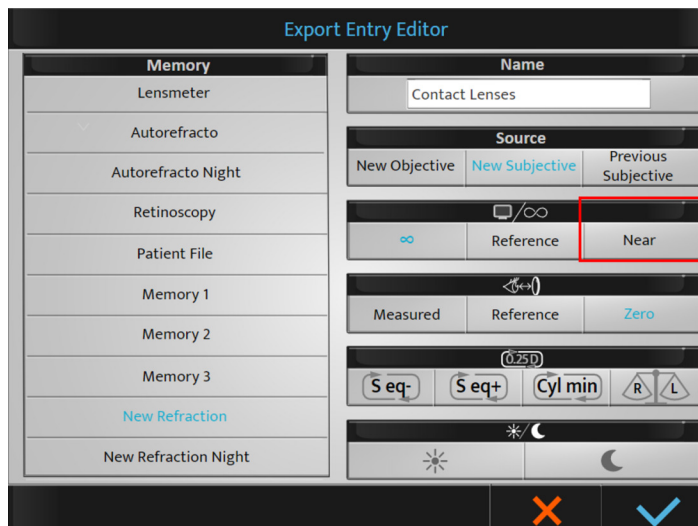 Export Entry Editor
Memory
Lensmeter
Autorefracto
Autorefracto Night
Retinoscopy
Patient File
Memory 1
Memory 2
Memory 3
New Refraction
New Refraction Night
Name
Contact Lenses
Source
New Objective
New Subjective
Previous
Subjective
/∞
∞
Reference
Near
Measured
Reference
Zero
0.25D
S eq-
S eq+
Cyl min
R
L
/